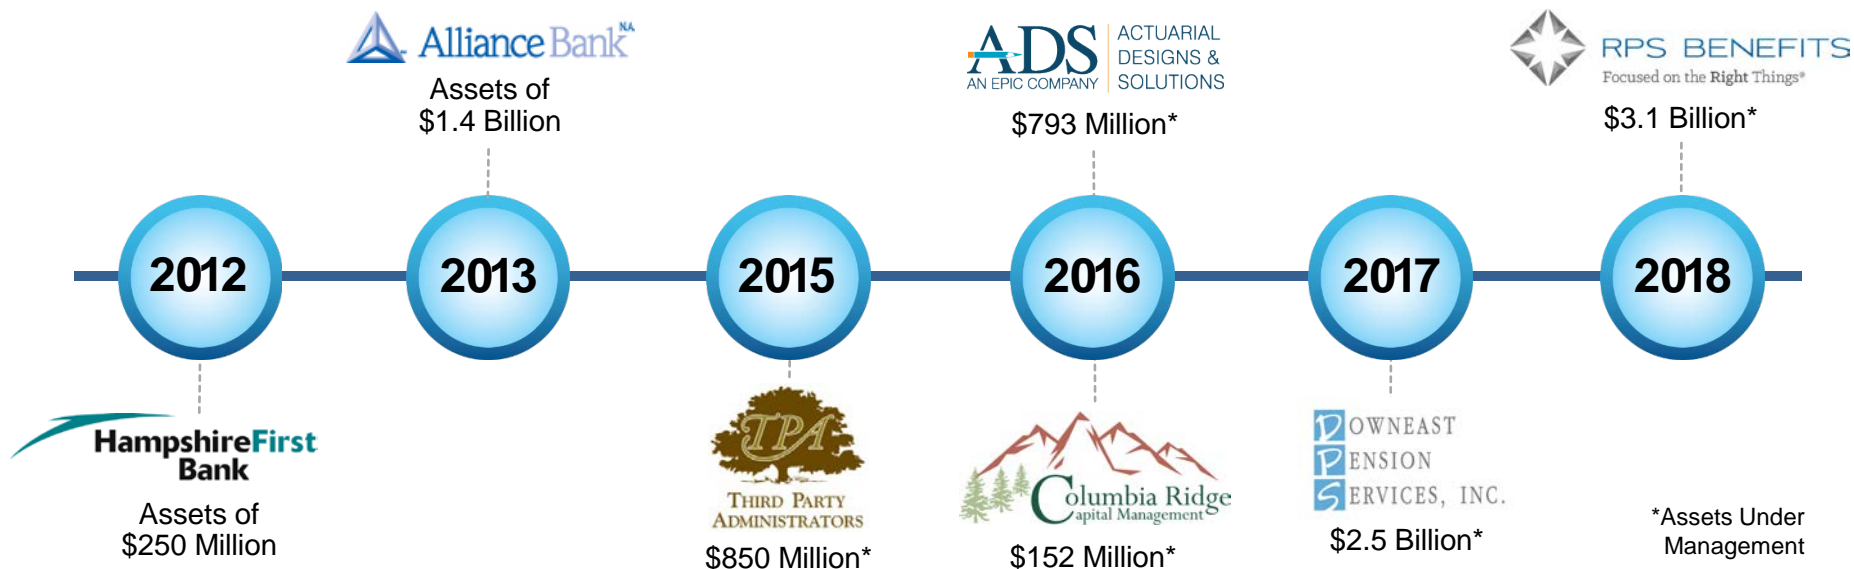 Alliance Bank N.A.
Assets of
$1.4 Billion
ADS
AN EPIC COMPANY
ACTUARIAL
DESIGNS &
SOLUTIONS
$793 Million*
RPS BENEFITS
Focused on the Right Things®
$3.1 Billion*
2012
2013
2015
2016
2017
2018
HampshireFirst
Bank
Assets of
$250 Million
TPA
THIRD PARTY
ADMINISTRATORS
$850 Million*
Columbia Ridge
Capital Management
$152 Million*
DOWNEAST
PENSION
SERVICES, INC.
$2.5 Billion*
*Assets Under
Management